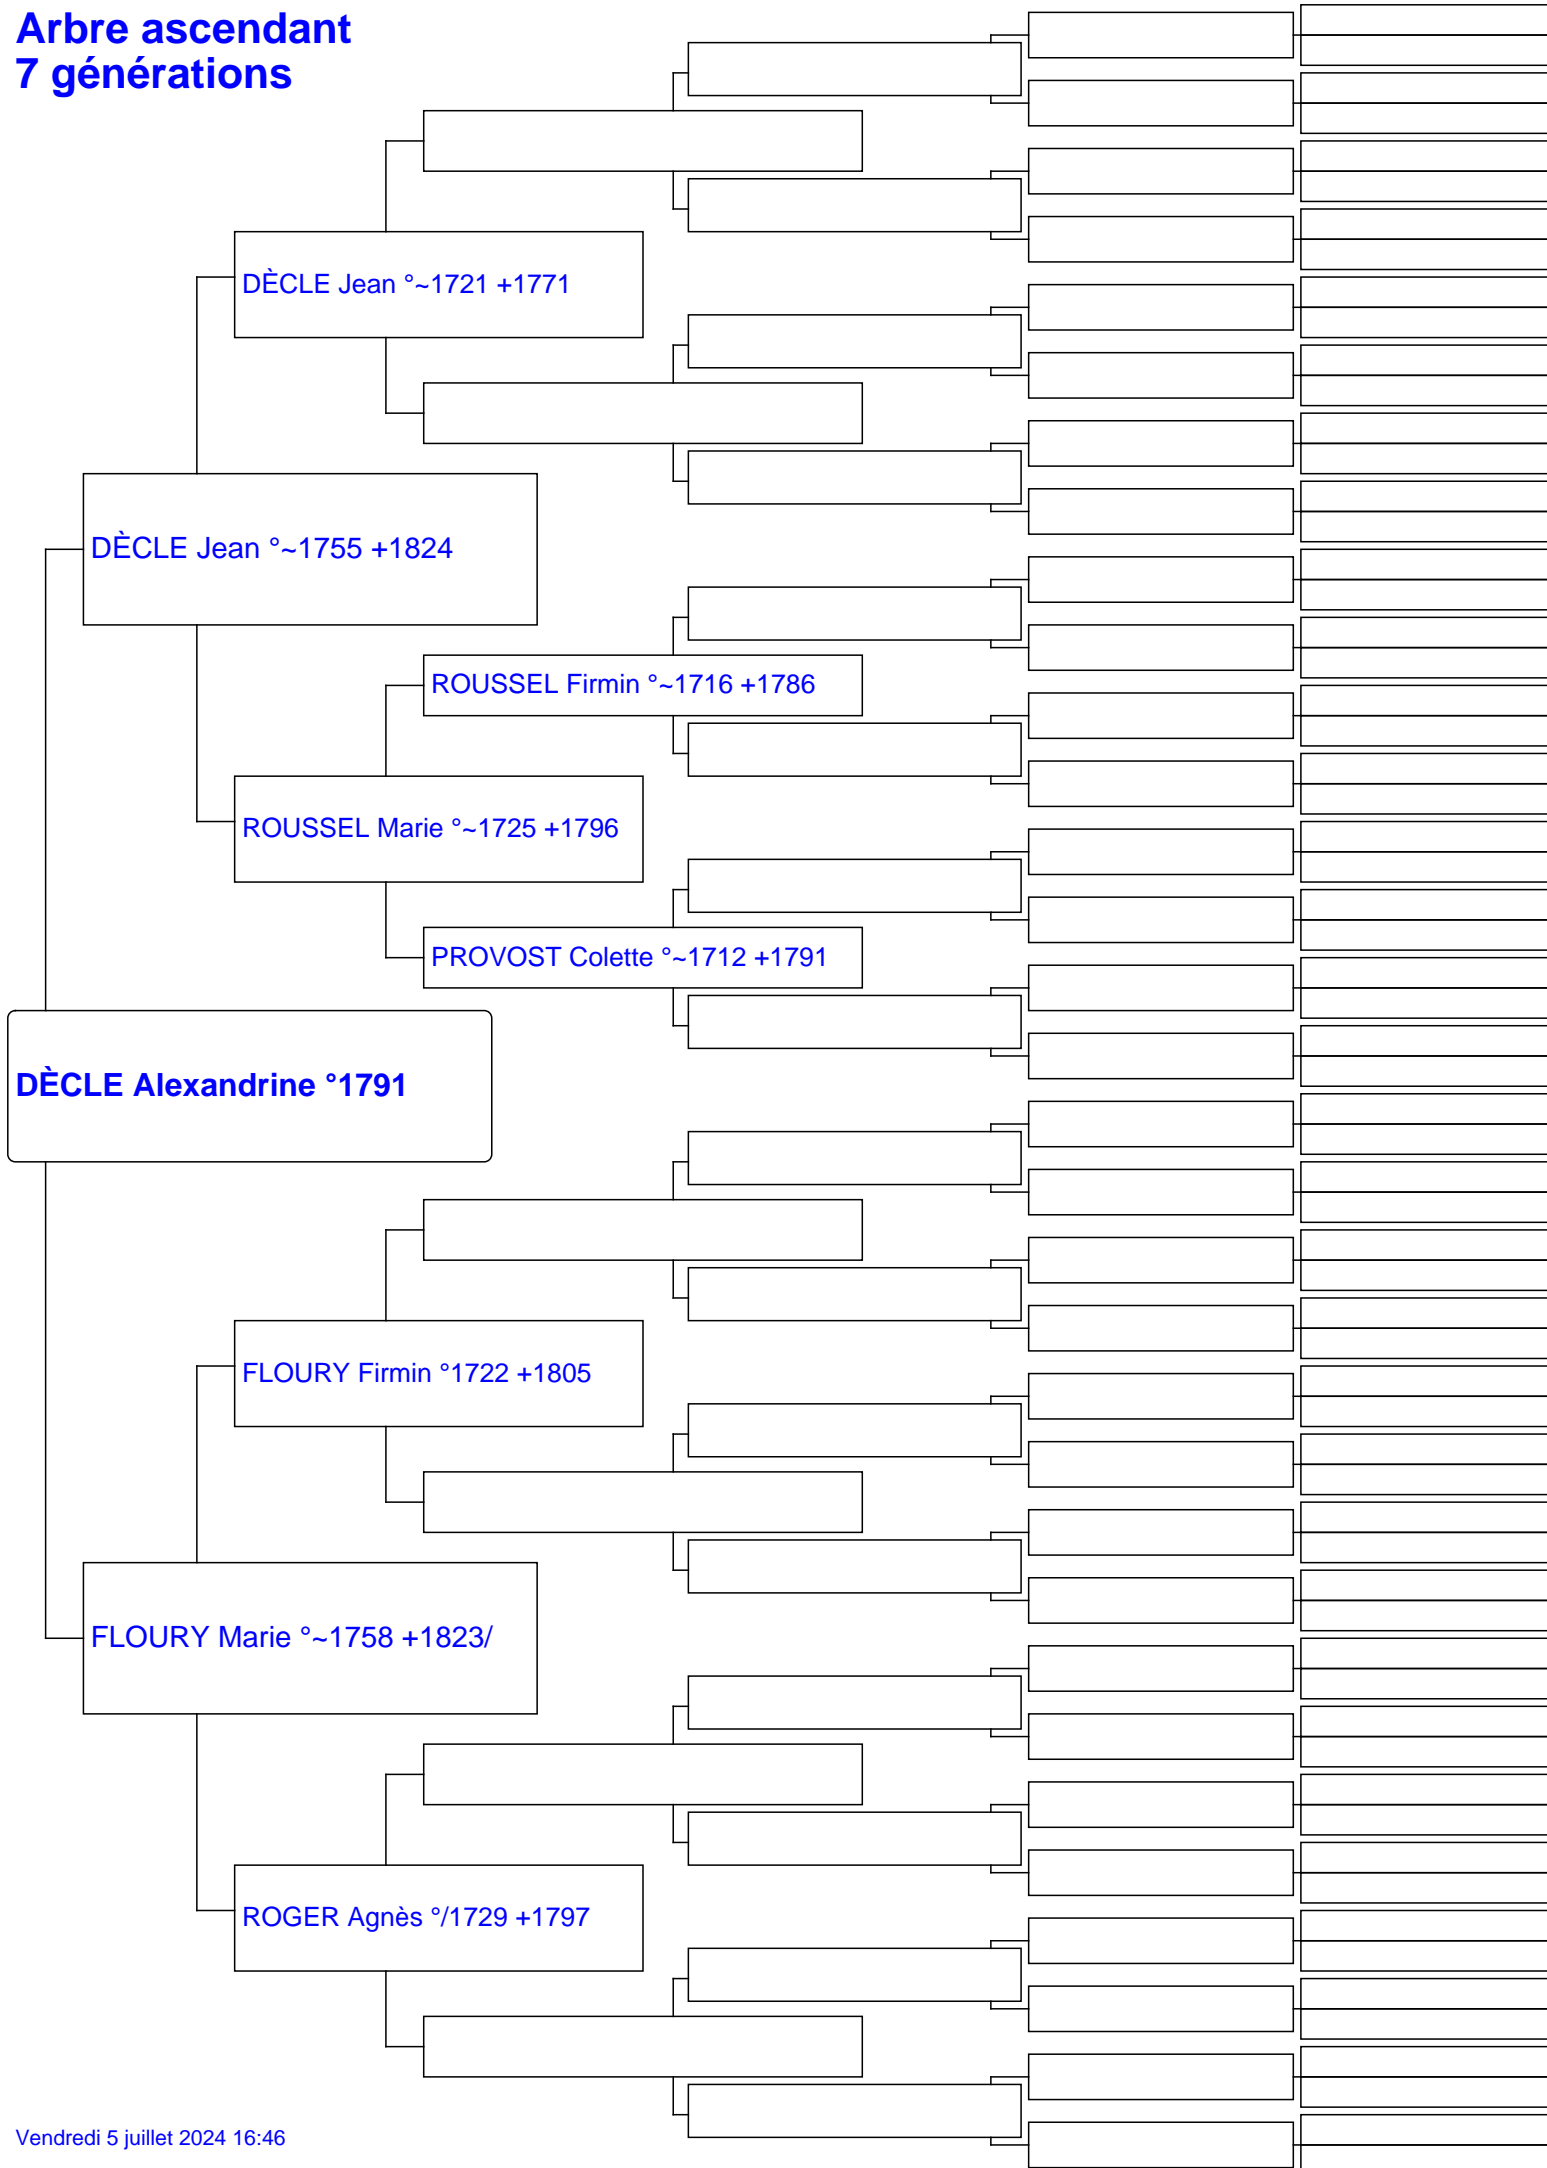 Arbre ascendant
7 générations
DÈCLE Jean °~1721 +1771
DÈCLE Jean °~1755 +1824
ROUSSEL Firmin °~1716 +1786
ROUSSEL Marie °~1725 +1796
PROVOST Colette °~1712 +1791
DÈCLE Alexandrine °1791
FLOURY Firmin °1722 +1805
FLOURY Marie °~1758 +1823/
ROGER Agnès °/1729 +1797
Vendredi 5 juillet 2024 16:46